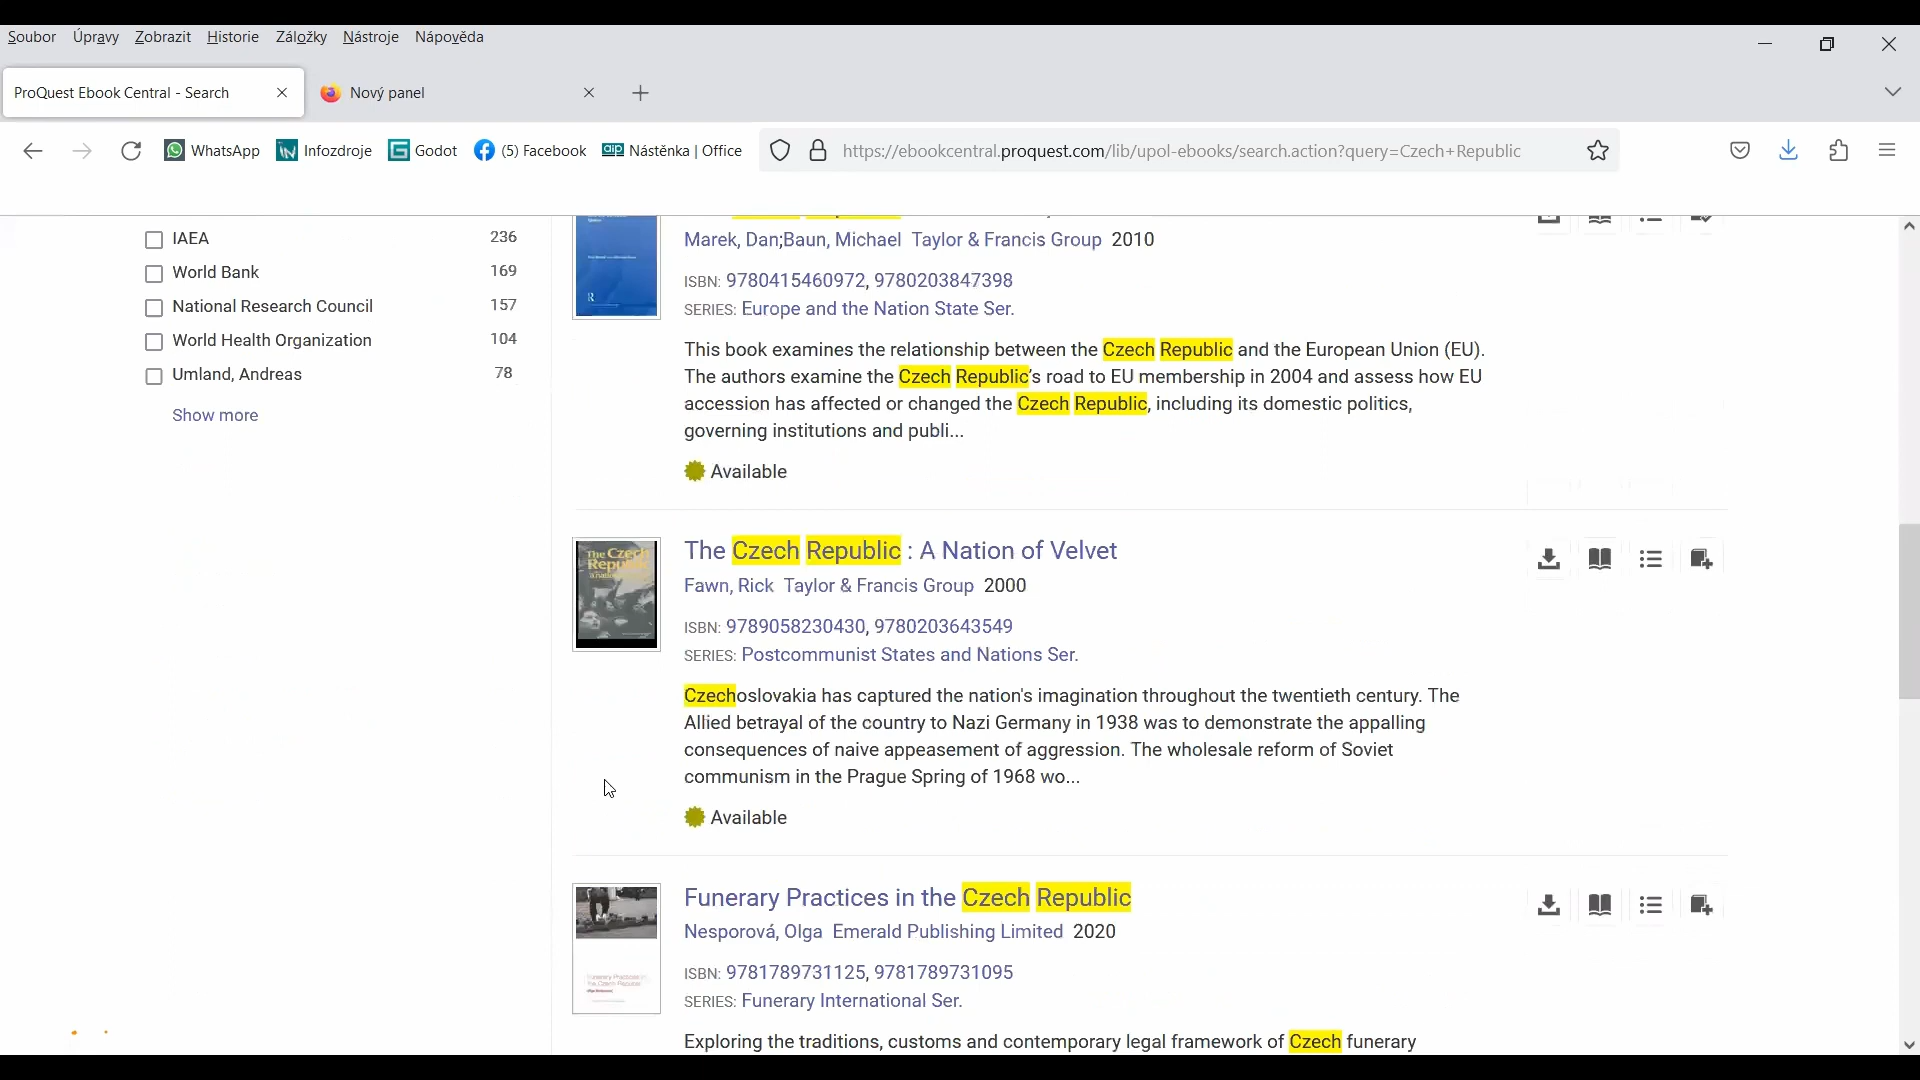 Soubor Úpravy Zobrazit Historie Záložky Nástroje Nápověda
ProQuest Ebook Central - Search
Nový panel
WhatsApp
Infozdroje
Godot
(5) Facebook
Nástěnka | Office
https://ebookcentral.proquest.com/lib/upol-ebooks/search.action?query=Czech+Republic
IAEA 236
World Bank 169
National Research Council 157
World Health Organization 104
Umland, Andreas 78
Show more
Marek, Dan;Baun, Michael Taylor & Francis Group 2010
ISBN: 9780415460972, 9780203847398
SERIES: Europe and the Nation State Ser.
This book examines the relationship between the Czech Republic and the European Union (EU).
The authors examine the Czech Republic's road to EU membership in 2004 and assess how EU
accession has affected or changed the Czech Republic, including its domestic politics,
governing institutions and publi...
Available
The Czech Republic : A Nation of Velvet
Fawn, Rick Taylor & Francis Group 2000
ISBN: 9789058230430, 9780203643549
SERIES: Postcommunist States and Nations Ser.
Czechoslovakia has captured the nation's imagination throughout the twentieth century. The
Allied betrayal of the country to Nazi Germany in 1938 was to demonstrate the appalling
consequences of naive appeasement of aggression. The wholesale reform of Soviet
communism in the Prague Spring of 1968 wo...
Available
Funerary Practices in the Czech Republic
Nesporová, Olga Emerald Publishing Limited 2020
ISBN: 9781789731125, 9781789731095
SERIES: Funerary International Ser.
Exploring the traditions, customs and contemporary legal framework of Czech funerary